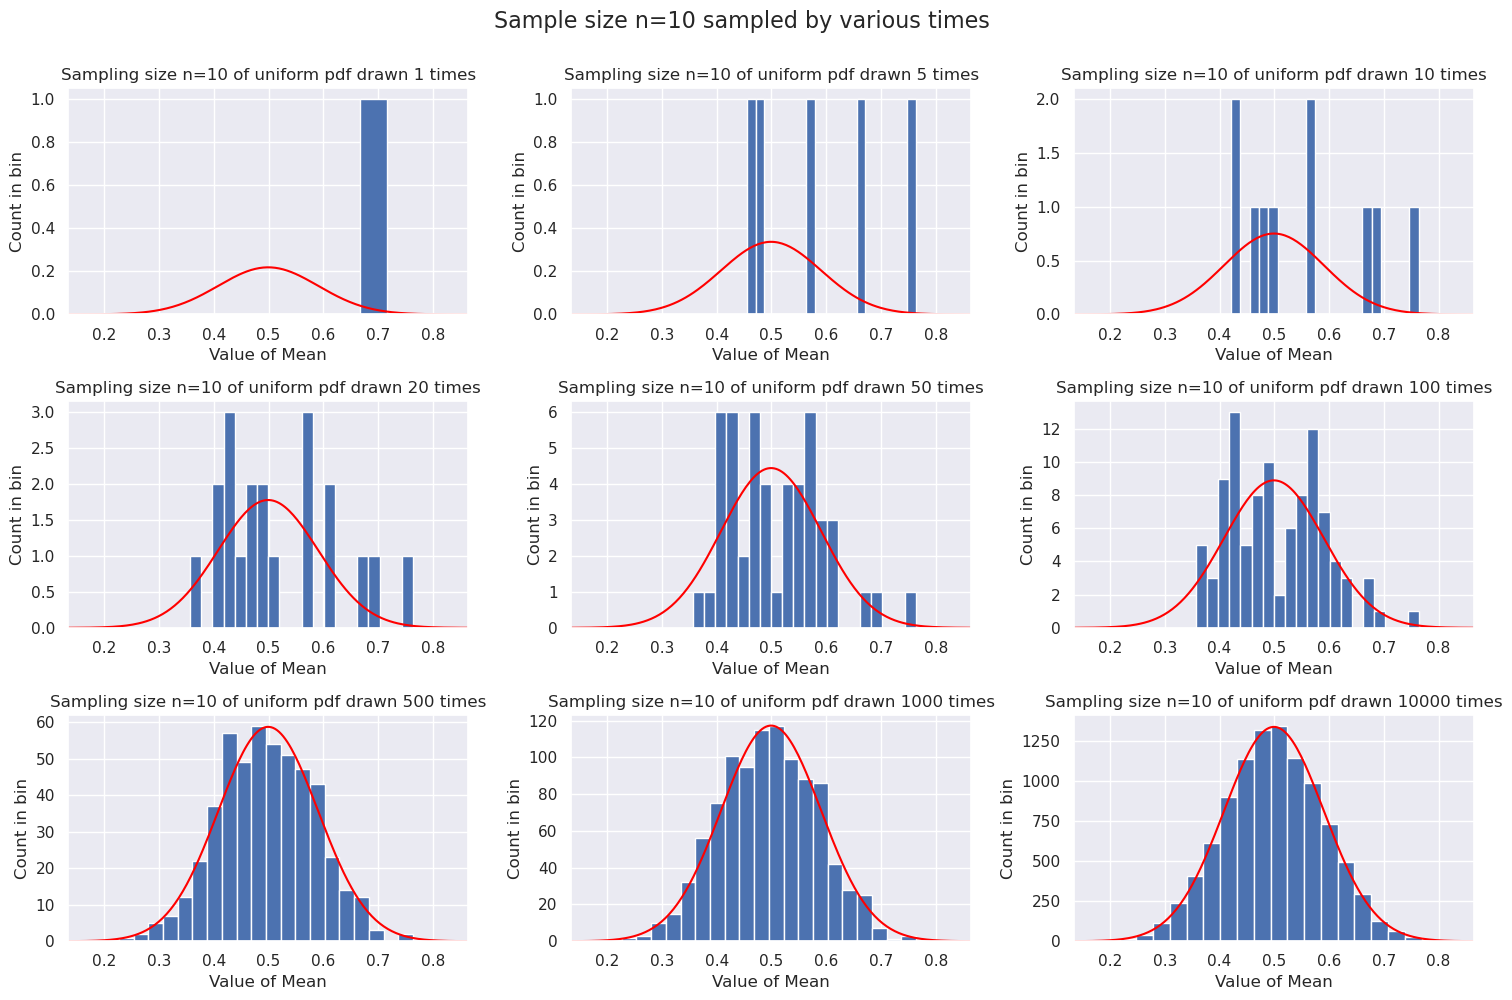 Sample size n=10 sampled by various times
Sampling size n=10 of uniform pdf drawn 1 times
Count in bin
1.0
0.8
0.6
0.4
0.2
0.0
0.2 0.3 0.4 0.5 0.6 0.7 0.8
Value of Mean
Sampling size n=10 of uniform pdf drawn 5 times
Count in bin
1.0
0.8
0.6
0.4
0.2
0.0
0.2 0.3 0.4 0.5 0.6 0.7 0.8
Value of Mean
Sampling size n=10 of uniform pdf drawn 10 times
Count in bin
2.0
1.5
1.0
0.5
0.0
0.2 0.3 0.4 0.5 0.6 0.7 0.8
Value of Mean
Sampling size n=10 of uniform pdf drawn 20 times
Count in bin
3.0
2.5
2.0
1.5
1.0
0.5
0.0
0.2 0.3 0.4 0.5 0.6 0.7 0.8
Value of Mean
Sampling size n=10 of uniform pdf drawn 50 times
Count in bin
6
5
4
3
2
1
0
0.2 0.3 0.4 0.5 0.6 0.7 0.8
Value of Mean
Sampling size n=10 of uniform pdf drawn 100 times
Count in bin
12
10
8
6
4
2
0
0.2 0.3 0.4 0.5 0.6 0.7 0.8
Value of Mean
Sampling size n=10 of uniform pdf drawn 500 times
Count in bin
60
50
40
30
20
10
0
0.2 0.3 0.4 0.5 0.6 0.7 0.8
Value of Mean
Sampling size n=10 of uniform pdf drawn 1000 times
Count in bin
120
100
80
60
40
20
0
0.2 0.3 0.4 0.5 0.6 0.7 0.8
Value of Mean
Sampling size n=10 of uniform pdf drawn 10000 times
Count in bin
1250
1000
750
500
250
0
0.2 0.3 0.4 0.5 0.6 0.7 0.8
Value of Mean